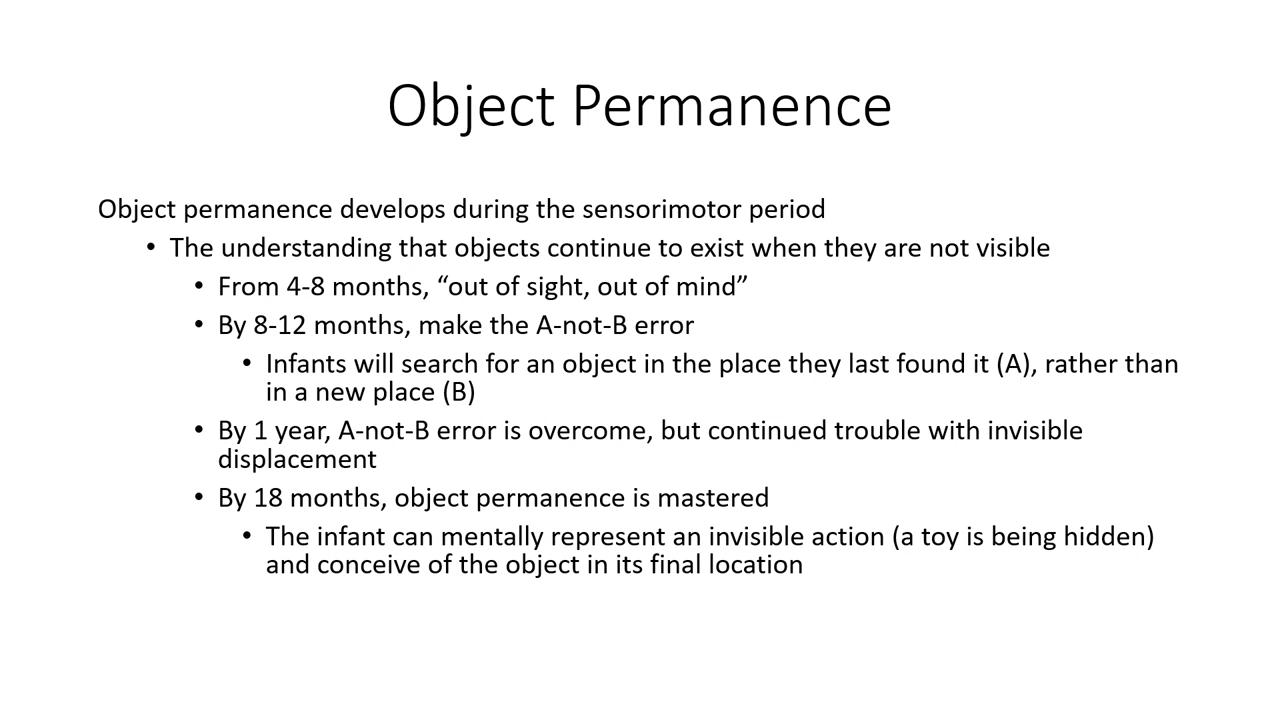 Object Permanence
Object permanence develops during the sensorimotor period
• The understanding that objects continue to exist when they are not visible
• From 4-8 months, “out of sight, out of mind”
• By 8-12 months, make the A-not-B error
• Infants will search for an object in the place they last found it (A), rather than
in a new place (B)
• By 1 year, A-not-B error is overcome, but continued trouble with invisible
displacement
• By 18 months, object permanence is mastered
• The infant can mentally represent an invisible action (a toy is being hidden)
and conceive of the object in its final location